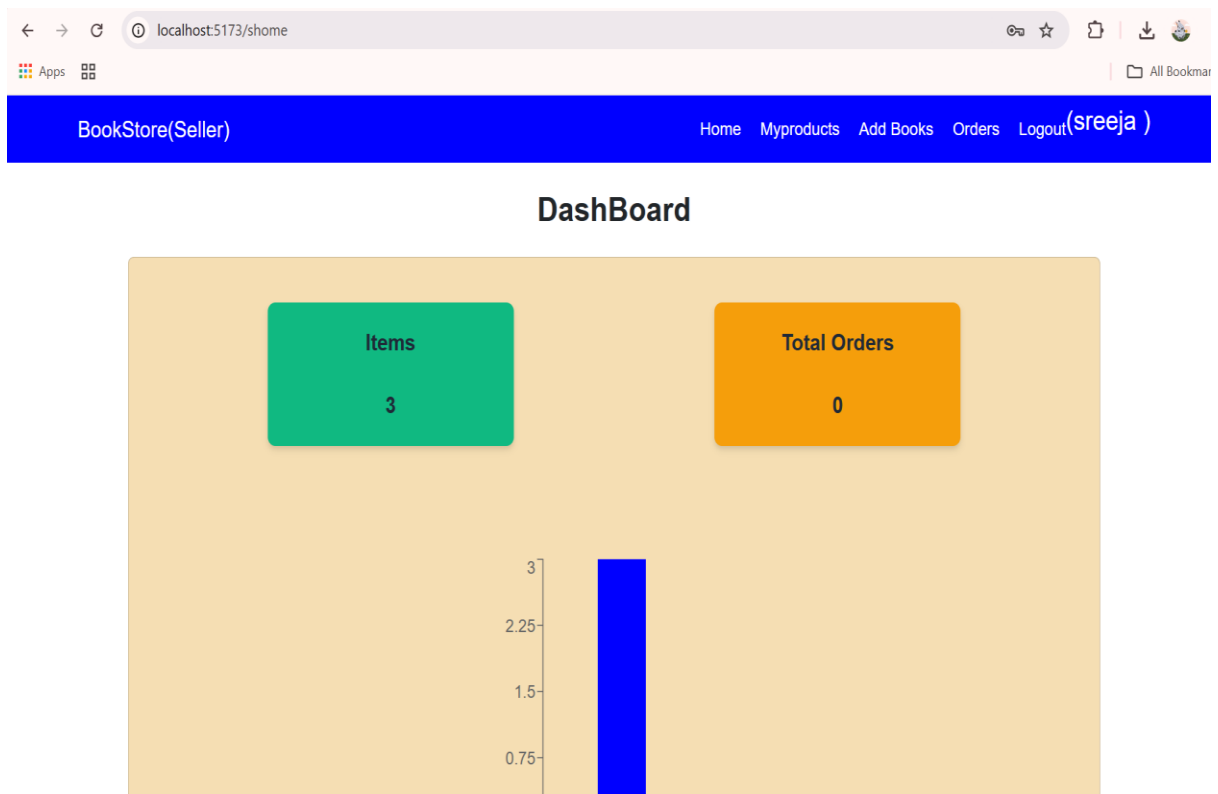 localhost:5173/shome
Apps
All Bookmar
BookStore(Seller)
Home Myproducts Add Books Orders Logout(sreeja )
DashBoard
Items
3
Total Orders
0
3
2.25
1.5
0.75